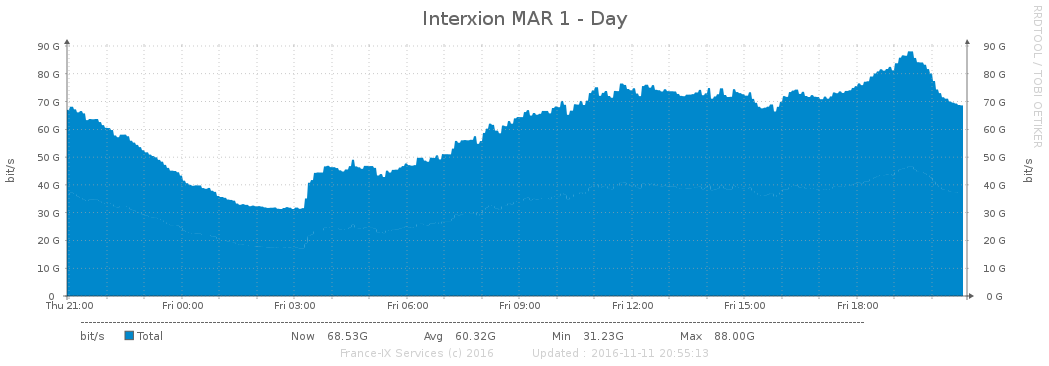 Interxion MAR 1 - Day
RRDTOOL / TOBI OETIKER
90 G 90 G
80 G 80 G
70 G 70 G
60 G 60 G
50 G 50 G
bit/s bit/s
40 G 40 G
30 G 30 G
20 G 20 G
10 G 10 G
0 0 G
Thu 21:00 Fri 00:00 Fri 03:00 Fri 06:00 Fri 09:00 Fri 12:00 Fri 15:00 Fri 18:00
bit/s Total Now 68.53G Avg 60.32G Min 31.23G Max 88.00G
France-IX Services (c) 2016 Updated : 2016-11-11 20:55:13